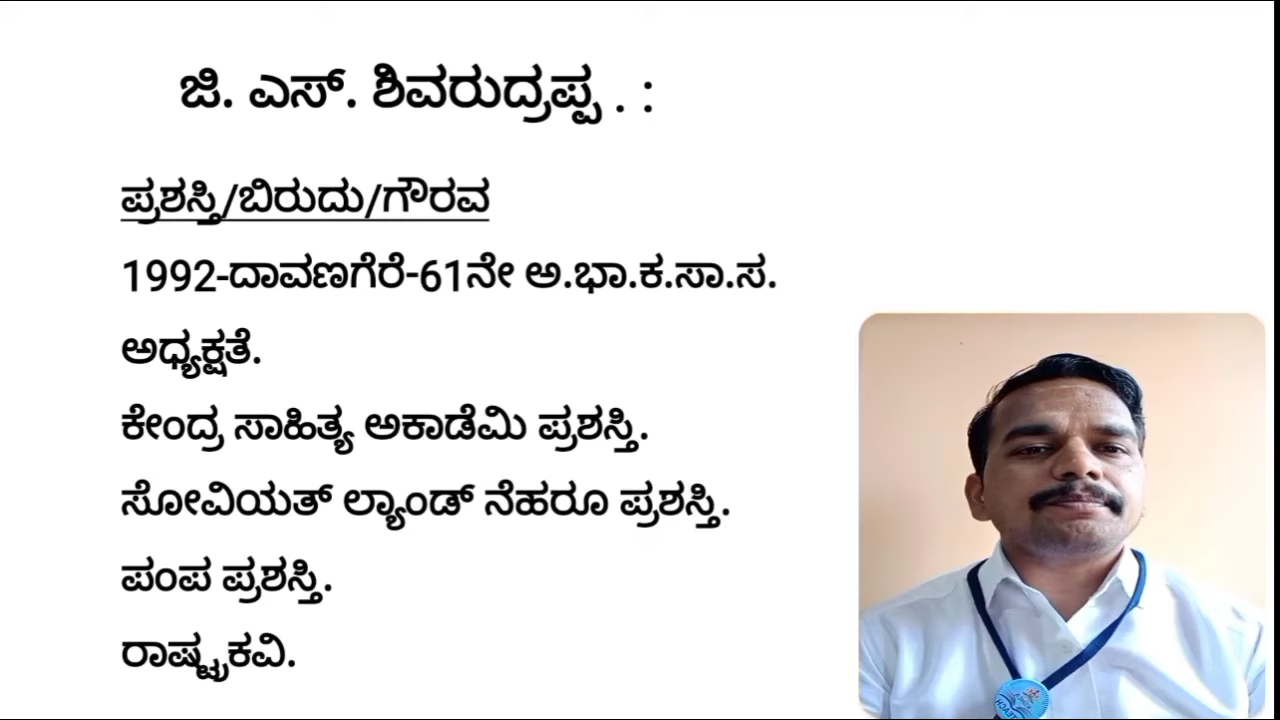 ಜಿ. ಎಸ್. ಶಿವರುದ್ರಪ್ಪ . :
ಪ್ರಶಸ್ತಿ/ಬಿರುದು/ಗೌರವ
1992-ದಾವಣಗೆರೆ-61ನೇ ಅ.ಭಾ.ಕ.ಸಾ.ಸ.
ಅಧ್ಯಕ್ಷತೆ.
ಕೇಂದ್ರ ಸಾಹಿತ್ಯ ಅಕಾಡೆಮಿ ಪ್ರಶಸ್ತಿ.
ಸೋವಿಯತ್ ಲ್ಯಾಂಡ್ ನೆಹರೂ ಪ್ರಶಸ್ತಿ.
ಪಂಪ ಪ್ರಶಸ್ತಿ.
ರಾಷ್ಟ್ರಕವಿ.